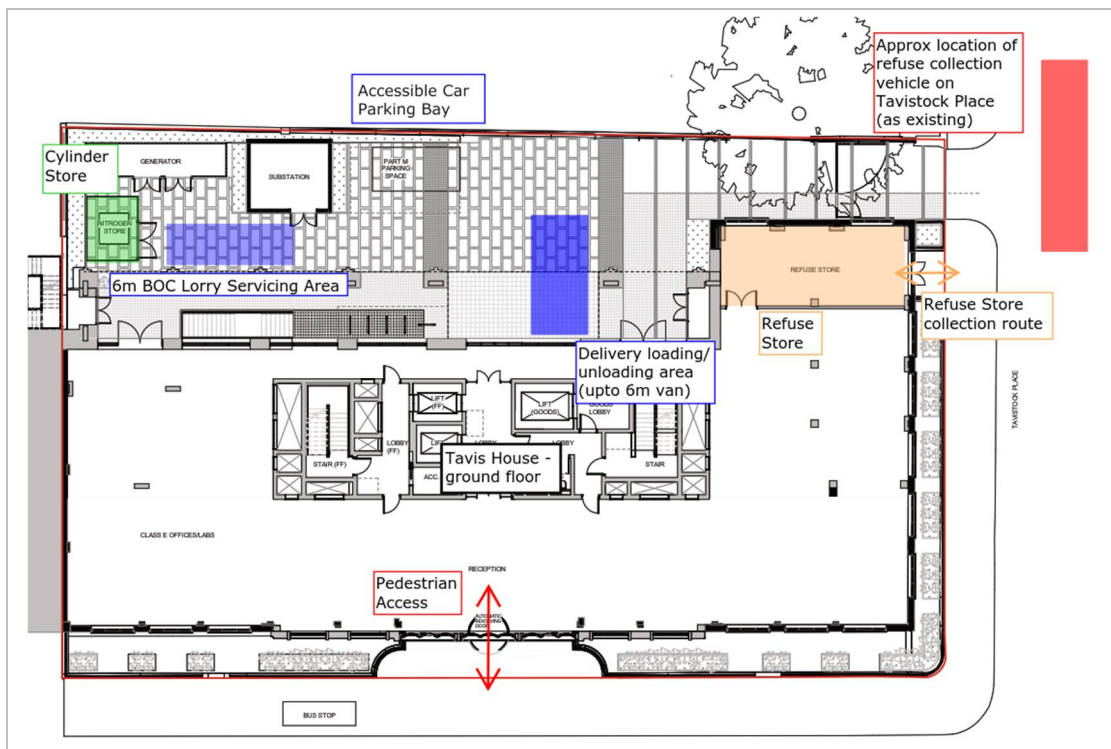 Approx location of
refuse collection
vehicle on
Tavistock Place
(as existing)
Accessible Car
Parking Bay
Cylinder
Store
GENERATOR
SUBSTATION
PART M
PARKING
SPACE
NITROGEN
STORE
REFUSE STORE
6m BOC Lorry Servicing Area
Refuse Store
collection route
Refuse
Store
Delivery loading/
unloading area
(upto 6m van)
TAVISTOCK PLACE
LIFT
(FF)
LIFT
(GOODS)
GOODS
LOBBY
LOBBY
(FF)
LIFT
LOBBY
LOBBY
STAIR (FF)
ACC.
STAIR
Tavis House -
ground floor
CLASS E OFFICES/LABS
RECEPTION
Pedestrian
Access
AUTOMATIC
REVOLVING
DOOR
BUS STOP